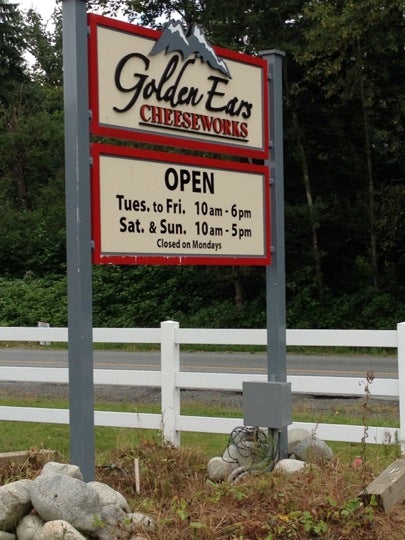 Golden Ears
CHEESEWORKS
OPEN
Tues. to Fri. 10am - 6pm
Sat. & Sun. 10am - 5pm
Closed on Mondays